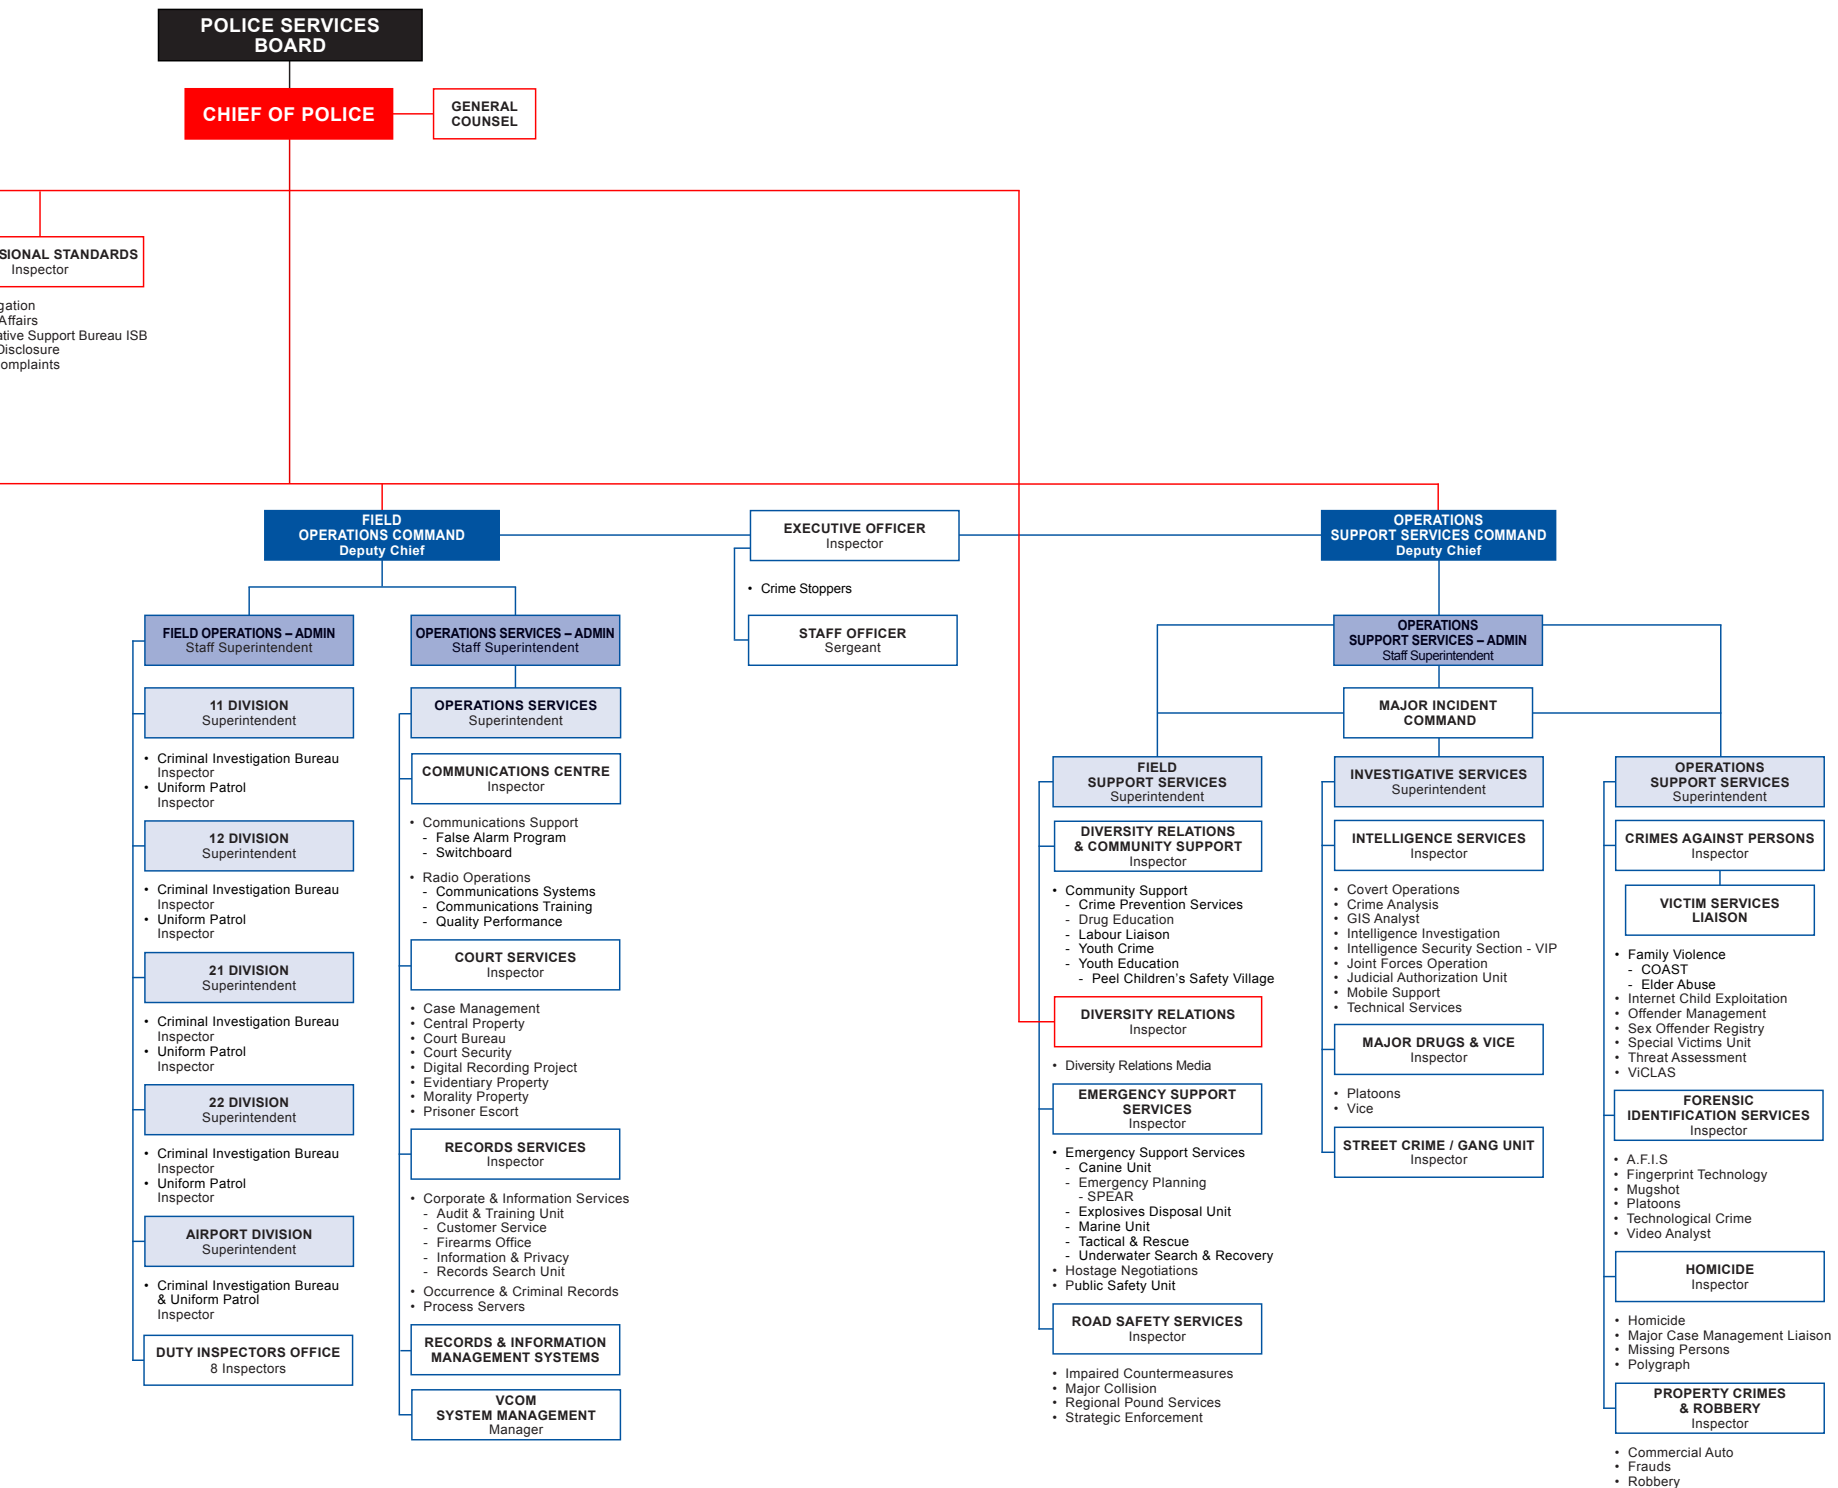 POLICE SERVICES
BOARD
CHIEF OF POLICE
GENERAL
COUNSEL
SIONAL STANDARDS
Inspector
gation
Affairs
ative Support Bureau ISB
Disclosure
omplaints
FIELD
OPERATIONS COMMAND
Deputy Chief
EXECUTIVE OFFICER
Inspector
• Crime Stoppers
STAFF OFFICER
Sergeant
OPERATIONS
SUPPORT SERVICES COMMAND
Deputy Chief
FIELD OPERATIONS – ADMIN
Staff Superintendent
11 DIVISION
Superintendent
• Criminal Investigation Bureau
Inspector
• Uniform Patrol
Inspector
12 DIVISION
Superintendent
• Criminal Investigation Bureau
Inspector
• Uniform Patrol
Inspector
21 DIVISION
Superintendent
• Criminal Investigation Bureau
Inspector
• Uniform Patrol
Inspector
22 DIVISION
Superintendent
• Criminal Investigation Bureau
Inspector
• Uniform Patrol
Inspector
AIRPORT DIVISION
Superintendent
• Criminal Investigation Bureau
& Uniform Patrol
Inspector
DUTY INSPECTORS OFFICE
8 Inspectors
OPERATIONS SERVICES – ADMIN
Staff Superintendent
OPERATIONS SERVICES
Superintendent
COMMUNICATIONS CENTRE
Inspector
• Communications Support
- False Alarm Program
- Switchboard
• Radio Operations
- Communications Systems
- Communications Training
- Quality Performance
COURT SERVICES
Inspector
• Case Management
• Central Property
• Court Bureau
• Court Security
• Digital Recording Project
• Evidentiary Property
• Morality Property
• Prisoner Escort
RECORDS SERVICES
Inspector
• Corporate & Information Services
- Audit & Training Unit
- Customer Service
- Firearms Office
- Information & Privacy
- Records Search Unit
• Occurrence & Criminal Records
• Process Servers
RECORDS & INFORMATION
MANAGEMENT SYSTEMS
VCOM
SYSTEM MANAGEMENT
Manager
OPERATIONS
SUPPORT SERVICES – ADMIN
Staff Superintendent
MAJOR INCIDENT
COMMAND
FIELD
SUPPORT SERVICES
Superintendent
DIVERSITY RELATIONS
& COMMUNITY SUPPORT
Inspector
• Community Support
- Crime Prevention Services
- Drug Education
- Labour Liaison
- Youth Crime
- Youth Education
- Peel Children’s Safety Village
DIVERSITY RELATIONS
Inspector
• Diversity Relations Media
EMERGENCY SUPPORT
SERVICES
Inspector
• Emergency Support Services
- Canine Unit
- Emergency Planning
- SPEAR
- Explosives Disposal Unit
- Marine Unit
- Tactical & Rescue
- Underwater Search & Recovery
• Hostage Negotiations
• Public Safety Unit
ROAD SAFETY SERVICES
Inspector
• Impaired Countermeasures
• Major Collision
• Regional Pound Services
• Strategic Enforcement
INVESTIGATIVE SERVICES
Superintendent
INTELLIGENCE SERVICES
Inspector
• Covert Operations
• Crime Analysis
• GIS Analyst
• Intelligence Investigation
• Intelligence Security Section - VIP
• Joint Forces Operation
• Judicial Authorization Unit
• Mobile Support
• Technical Services
MAJOR DRUGS & VICE
Inspector
• Platoons
• Vice
STREET CRIME / GANG UNIT
Inspector
OPERATIONS
SUPPORT SERVICES
Superintendent
CRIMES AGAINST PERSONS
Inspector
VICTIM SERVICES
LIAISON
• Family Violence
- COAST
- Elder Abuse
• Internet Child Exploitation
• Offender Management
• Sex Offender Registry
• Special Victims Unit
• Threat Assessment
• ViCLAS
FORENSIC
IDENTIFICATION SERVICES
Inspector
• A.F.I.S
• Fingerprint Technology
• Mugshot
• Platoons
• Technological Crime
• Video Analyst
HOMICIDE
Inspector
• Homicide
• Major Case Management Liaison
• Missing Persons
• Polygraph
PROPERTY CRIMES
& ROBBERY
Inspector
• Commercial Auto
• Frauds
• Robbery